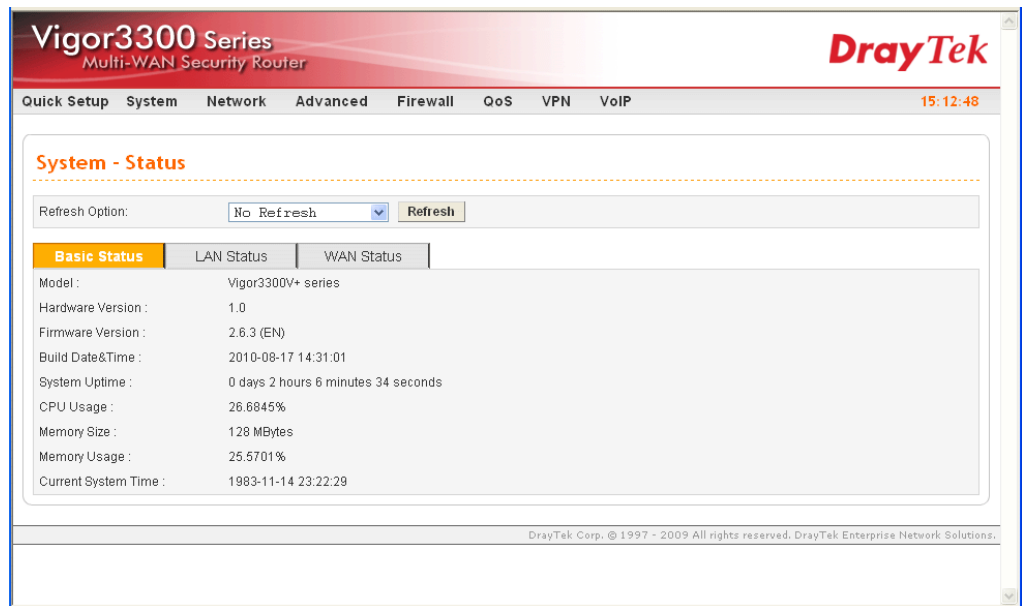 Vigor3300 Series
Multi-WAN Security Router
DrayTek
Quick Setup System Network Advanced Firewall QoS VPN VoIP 15:12:48
System - Status
Refresh Option: No Refresh Refresh
Basic Status LAN Status WAN Status
Model : Vigor3300V+ series
Hardware Version : 1.0
Firmware Version : 2.6.3 (EN)
Build Date&Time : 2010-08-17 14:31:01
System Uptime : 0 days 2 hours 6 minutes 34 seconds
CPU Usage : 26.6845%
Memory Size : 128 MBytes
Memory Usage : 25.5701%
Current System Time : 1983-11-14 23:22:29
DrayTek Corp. © 1997 - 2009 All rights reserved. DrayTek Enterprise Network Solutions.